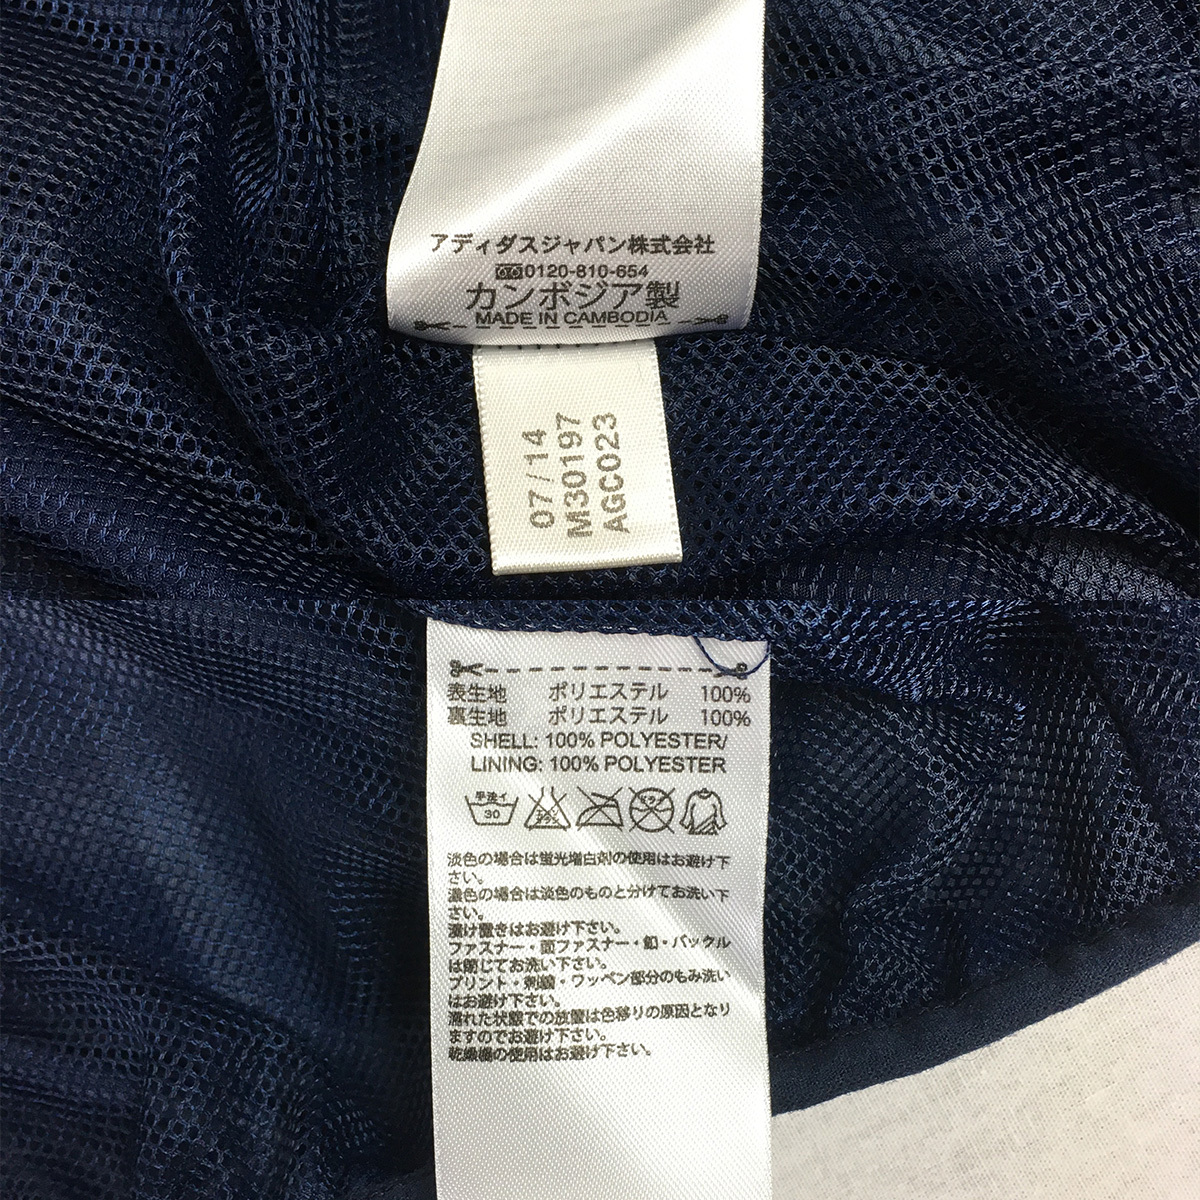 アディダスジャパン株式会社
0120-810-654
カンボジア製
MADE IN CAMBODIA
07/14
M30197
AGC023
表生地 ポリエステル 100%
裏生地 ポリエステル 100%
SHELL: 100% POLYESTER/
LINING: 100% POLYESTER
手洗イ
30
淡色の場合は蛍光増白剤の使用はお避け下
さい。
濃色の場合は淡色のものと分けてお洗い下
さい。
漬け置きはお避け下さい。
ファスナー・面ファスナー・釦・バックル
は閉じてお洗い下さい。
プリント・刺繍・ワッペン部分のもみ洗い
はお避け下さい。
濡れた状態での放置は色移りの原因となり
ますのでお避け下さい。
乾燥機の使用はお避け下さい。